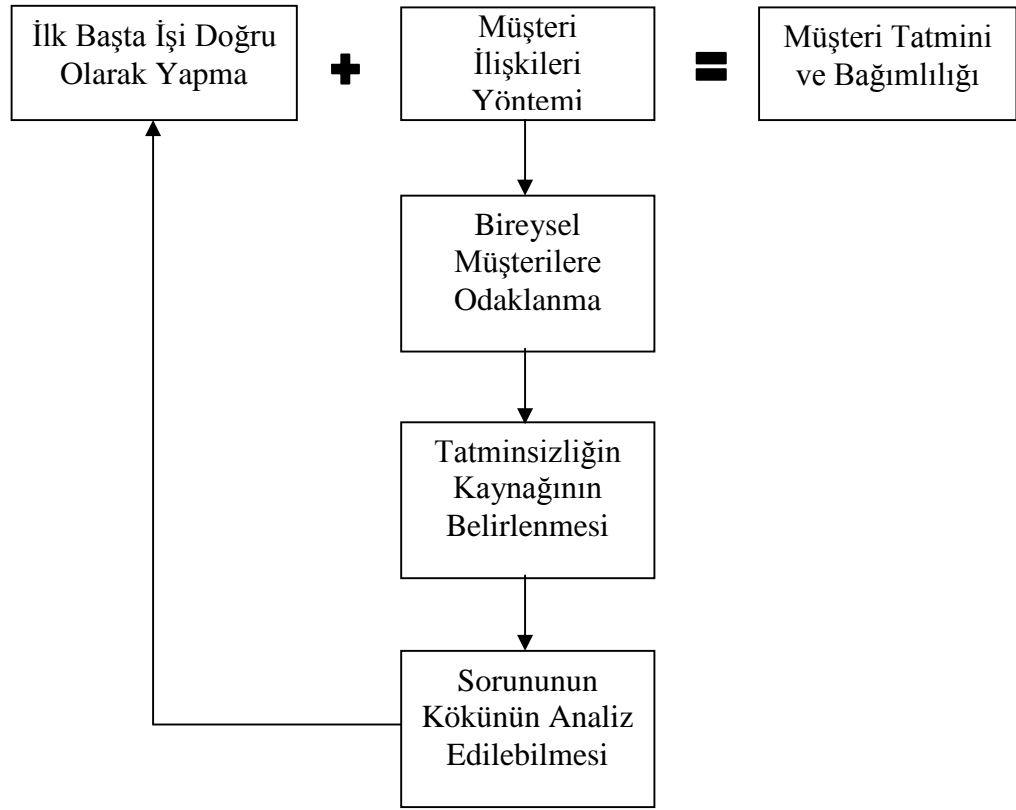 İlk Başta İşi Doğru
Olarak Yapma
+
Müşteri
İlişkileri
Yöntemi
=
Müşteri Tatmini
ve Bağımlılığı
Bireysel
Müşterilere
Odaklanma
Tatminsizliğin
Kaynağının
Belirlenmesi
Sorununun
Kökünün Analiz
Edilebilmesi